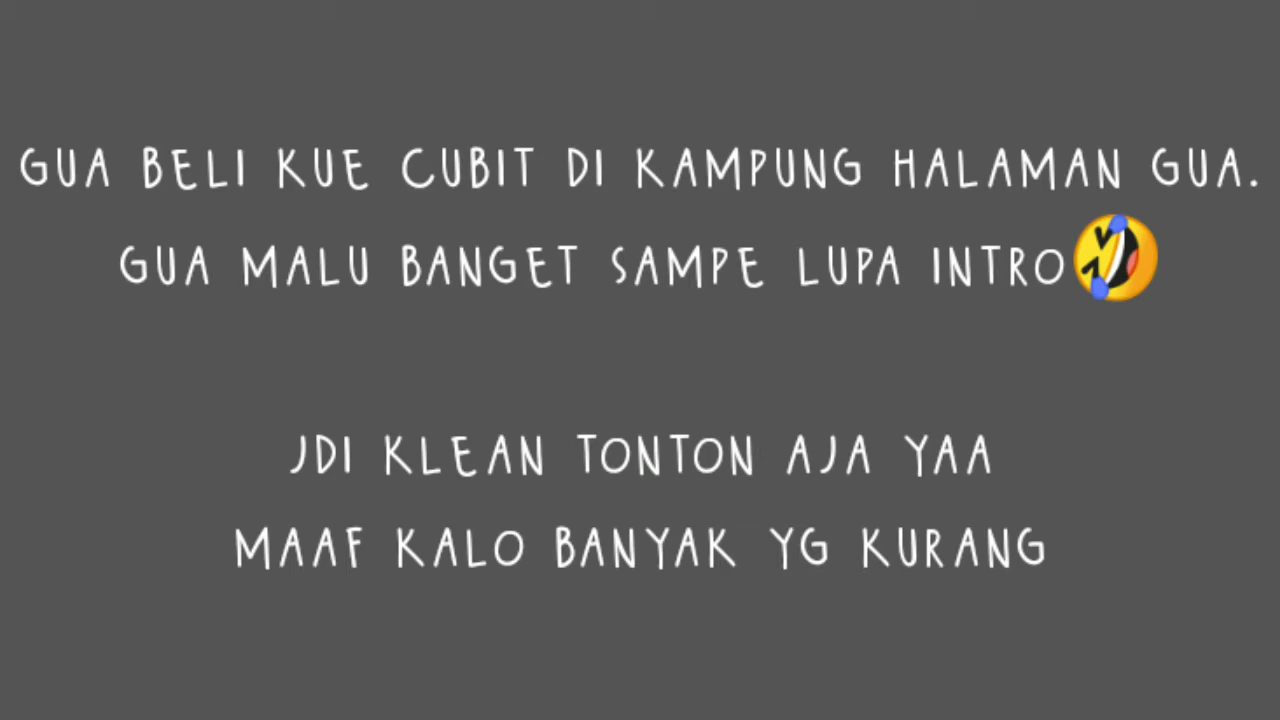 GUA BELI KUE CUBIT DI KAMPUNG HALAMAN GUA.
GUA MALU BANGET SAMPE LUPA INTRO🤣
JDI KLEAN TONTON AJA YAA
MAAF KALO BANYAK YG KURANG